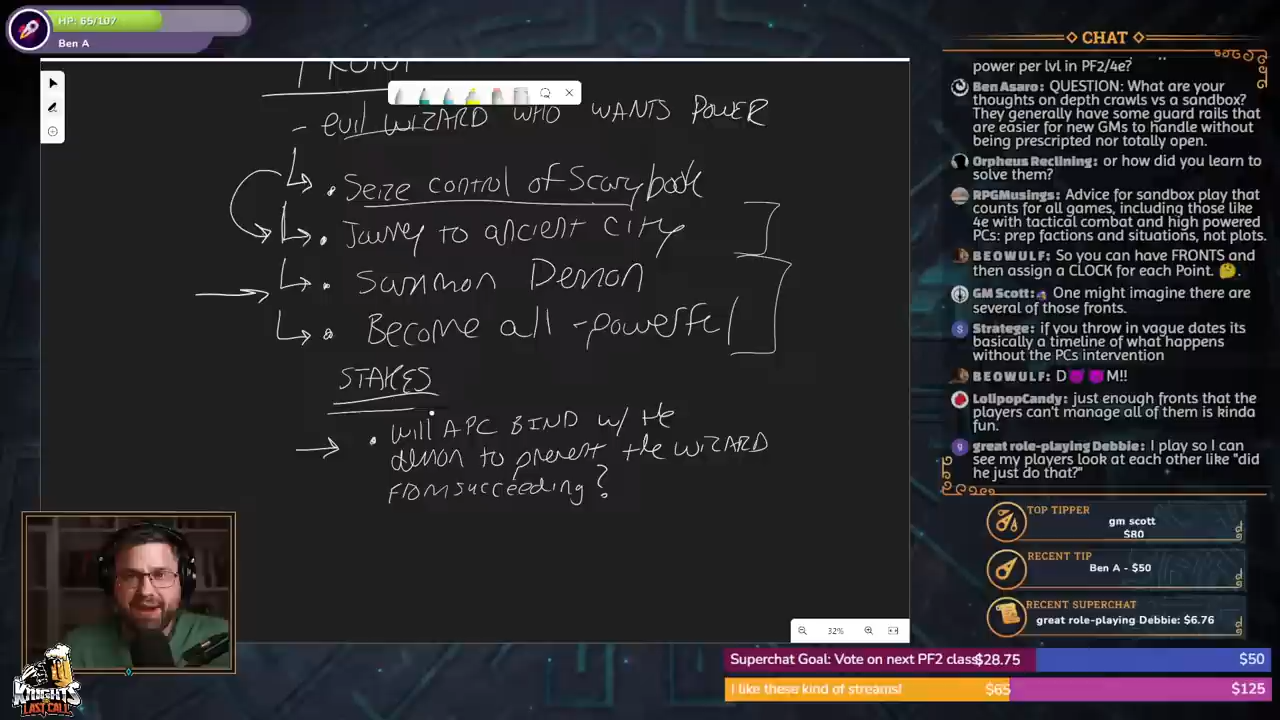 HP: 65/107
Ben A
FRONT
- EVIL WIZARD WHO WANTS POWER
• Seize control of Scarybook
• Journey to ancient City
• Summon Demon
• Become all-powerful
STAKES
• Will A PC BIND w/ the
demon to prevent the WIZARD
From succeeding?
32%
KNIGHTS
OF LAST CALL
CHAT
power per lvl in PF2/4e?
Ben Asaro: QUESTION: What are your
thoughts on depth crawls vs a sandbox?
They generally have some guard rails that
are easier for new GMs to handle without
being prescripted nor totally open.
Orpheus Reclining: or how did you learn to
solve them?
RPGMusings: Advice for sandbox play that
counts for all games, including those like
4e with tactical combat and high powered
PCs: prep factions and situations, not plots.
BEOWULF: So you can have FRONTS and
then assign a CLOCK for each Point. 🤔.
GM Scott: One might imagine there are
several of those fronts.
Stratege: if you throw in vague dates its
basically a timeline of what happens
without the PCs intervention
BEOWULF: D😈😈M!!
LolipopCandy: just enough fronts that the
players can't manage all of them is kinda
fun.
great role-playing Debbie: I play so I can
see my players look at each other like "did
he just do that?"
TOP TIPPER
gm scott
$80
RECENT TIP
Ben A - $50
RECENT SUPERCHAT
great role-playing Debbie: $6.76
Superchat Goal: Vote on next PF2 class $28.75 $50
I like these kind of streams! $65 $125